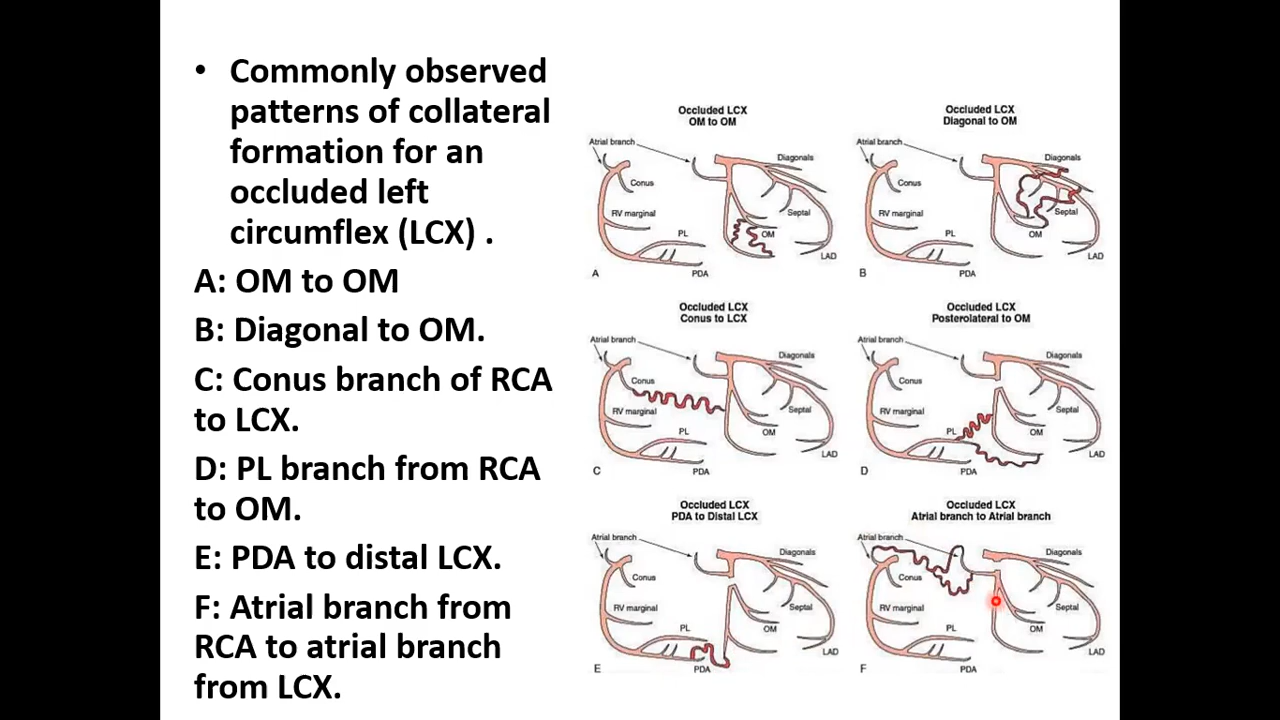 • Commonly observed
patterns of collateral
formation for an
occluded left
circumflex (LCX) .
A: OM to OM
B: Diagonal to OM.
C: Conus branch of RCA
to LCX.
D: PL branch from RCA
to OM.
E: PDA to distal LCX.
F: Atrial branch from
RCA to atrial branch
from LCX.
Occluded LCX
OM to OM
Atrial branch
Diagonals
Conus
RV marginal
Septal
PL
OM
LAD
A
PDA
Occluded LCX
Diagonal to OM
Atrial branch
Diagonals
Conus
RV marginal
Septal
PL
OM
LAD
B
PDA
Occluded LCX
Conus to LCX
Atrial branch
Diagonals
Conus
RV marginal
Septal
PL
OM
LAD
C
PDA
Occluded LCX
Posterolateral to OM
Atrial branch
Diagonals
Conus
RV marginal
Septal
PL
OM
LAD
D
PDA
Occluded LCX
PDA to Distal LCX
Atrial branch
Diagonals
Conus
RV marginal
Septal
PL
OM
LAD
E
PDA
Occluded LCX
Atrial branch to Atrial branch
Atrial branch
Diagonals
Conus
RV marginal
Septal
PL
OM
LAD
F
PDA